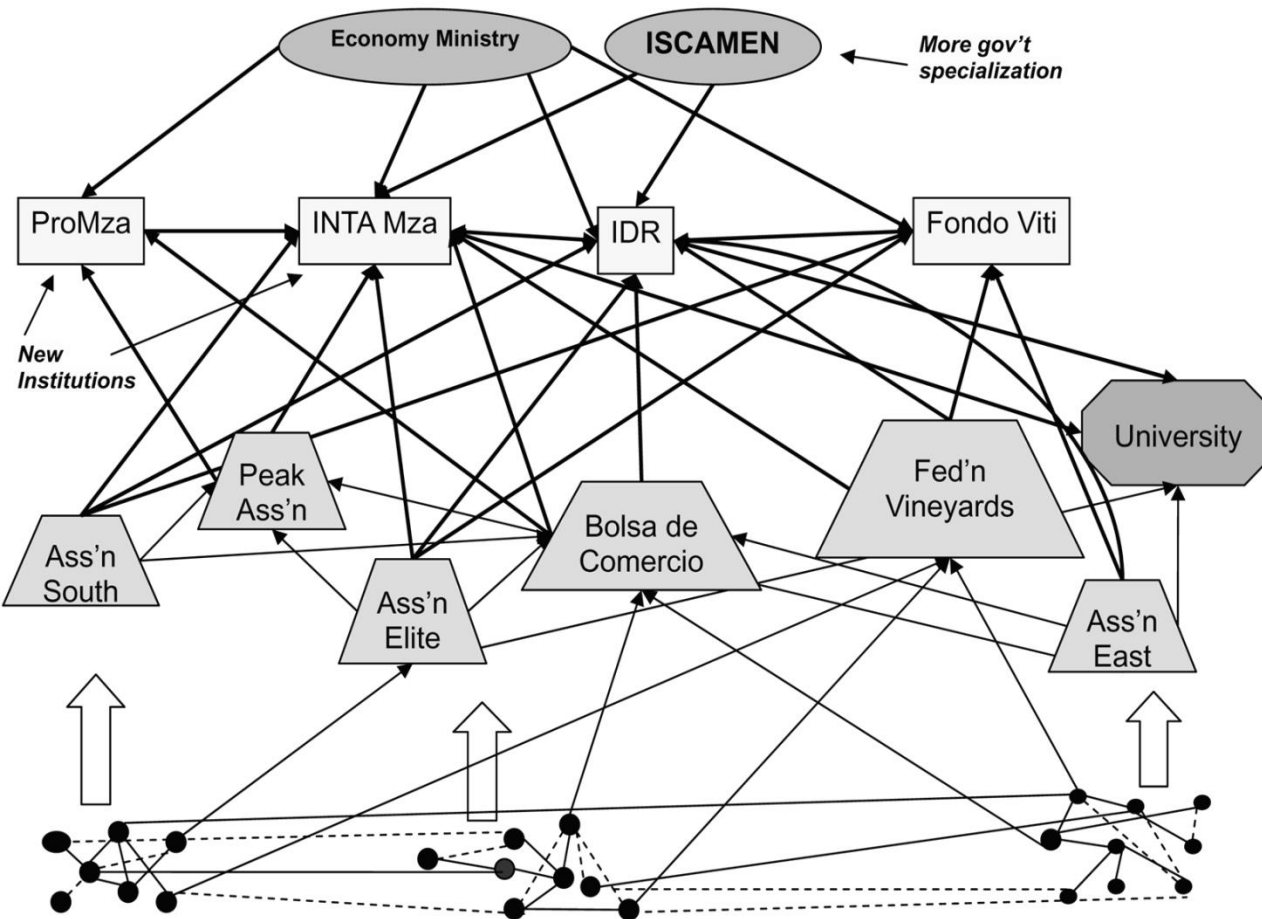 Economy Ministry
ISCAMEN
More gov't
specialization
ProMza
INTA Mza
IDR
Fondo Viti
New
Institutions
University
Peak
Ass'n
Fed'n
Vineyards
Bolsa de
Comercio
Ass'n
South
Ass'n
Elite
Ass'n
East